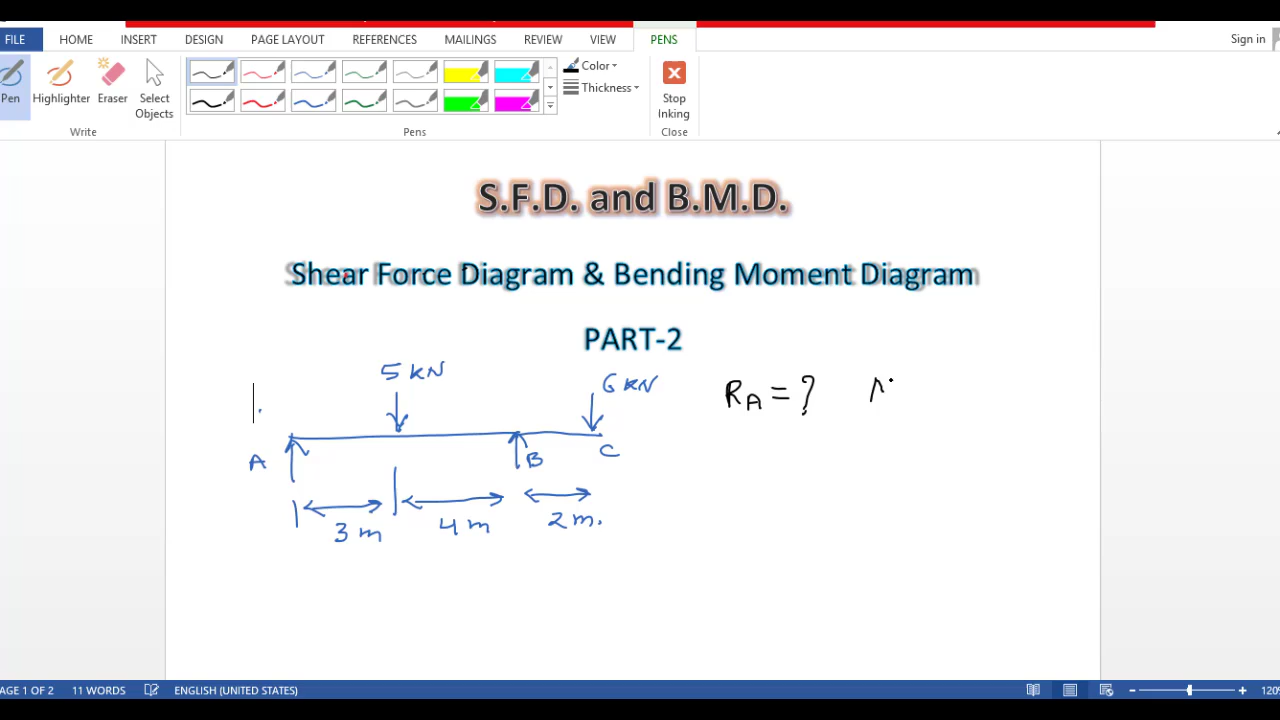 FILE HOME INSERT DESIGN PAGE LAYOUT REFERENCES MAILINGS REVIEW VIEW PENS Sign in
Pen Highlighter Eraser Select Objects Color Thickness Stop Inking
Write Pens Close
S.F.D. and B.M.D.
Shear Force Diagram & Bending Moment Diagram
PART-2
5 kN 6 kN RA = ?
A B C
3 m 4 m 2 m.
PAGE 1 OF 2 11 WORDS ENGLISH (UNITED STATES) 120%